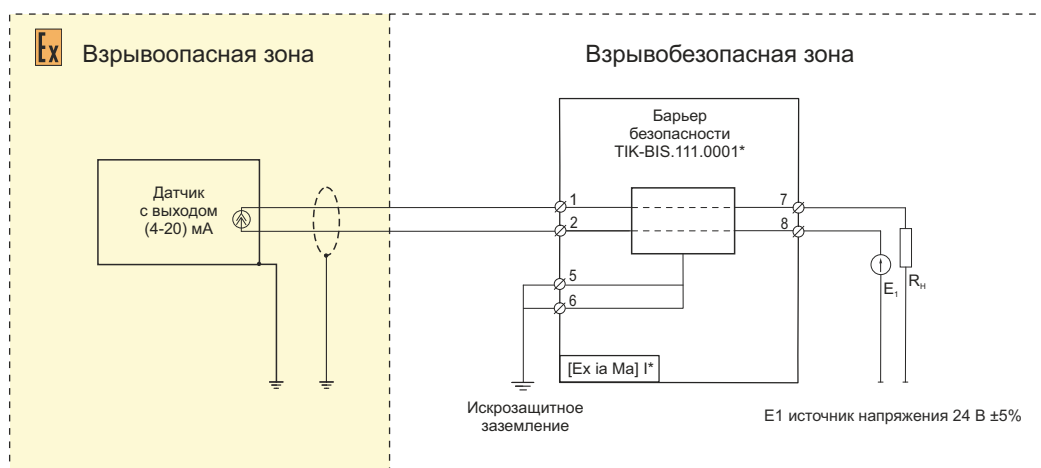 Ex
Взрывоопасная зона
Взрывобезопасная зона
Барьер
безопасности
TIK-BIS.111.0001*
Датчик
с выходом
(4-20) мА
1
2
7
8
5
6
E₁
Rн
[Ex ia Ma] I*
Искрозащитное
заземление
E1 источник напряжения 24 В ±5%